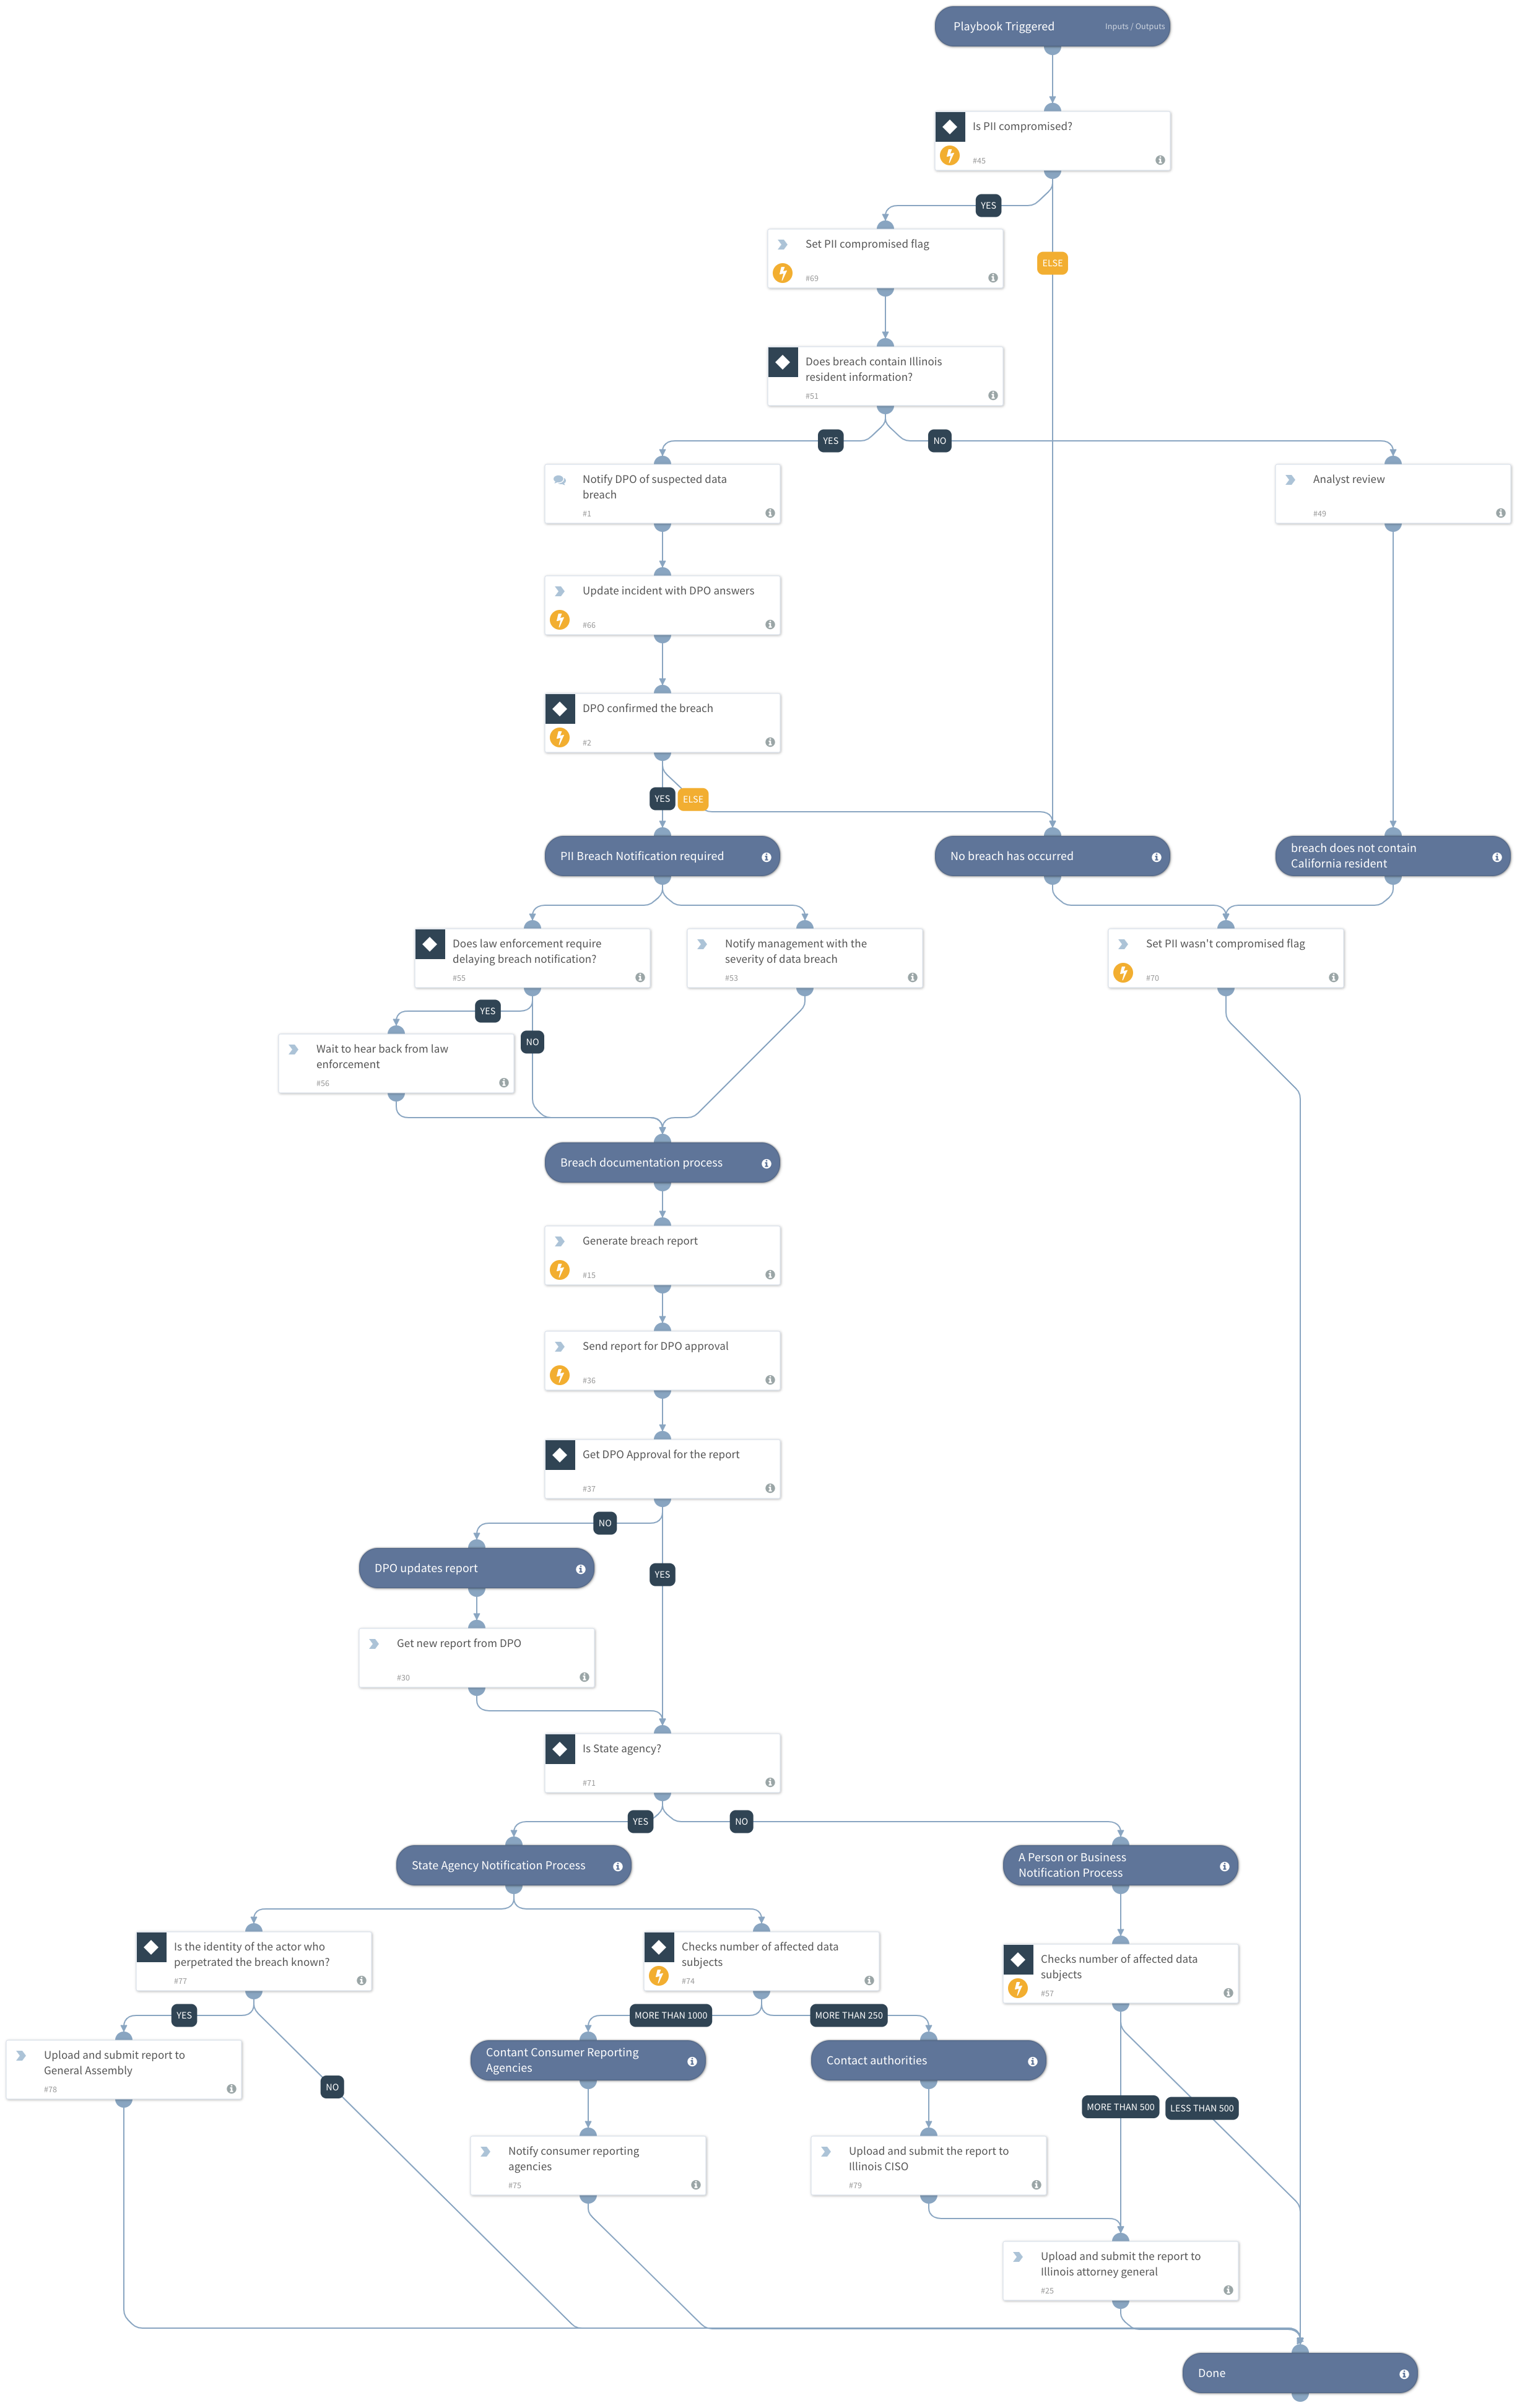 Playbook Triggered
Inputs / Outputs
Is PII compromised?
#45
YES
Set PII compromised flag
#69
ELSE
Does breach contain Illinois
resident information?
#51
YES
NO
Notify DPO of suspected data
breach
#1
Analyst review
#49
Update incident with DPO answers
#66
DPO confirmed the breach
#2
YES
ELSE
PII Breach Notification required
No breach has occurred
breach does not contain
California resident
Does law enforcement require
delaying breach notification?
#55
Notify management with the
severity of data breach
#53
Set PII wasn't compromised flag
#70
YES
NO
Wait to hear back from law
enforcement
#56
Breach documentation process
Generate breach report
#15
Send report for DPO approval
#36
Get DPO Approval for the report
#37
NO
DPO updates report
YES
Get new report from DPO
#30
Is State agency?
#71
YES
NO
State Agency Notification Process
A Person or Business
Notification Process
Is the identity of the actor who
perpetrated the breach known?
#77
Checks number of affected data
subjects
#74
Checks number of affected data
subjects
#57
YES
MORE THAN 1000
MORE THAN 250
Upload and submit report to
General Assembly
#78
Contant Consumer Reporting
Agencies
Contact authorities
NO
MORE THAN 500
LESS THAN 500
Notify consumer reporting
agencies
#75
Upload and submit the report to
Illinois CISO
#79
Upload and submit the report to
Illinois attorney general
#25
Done